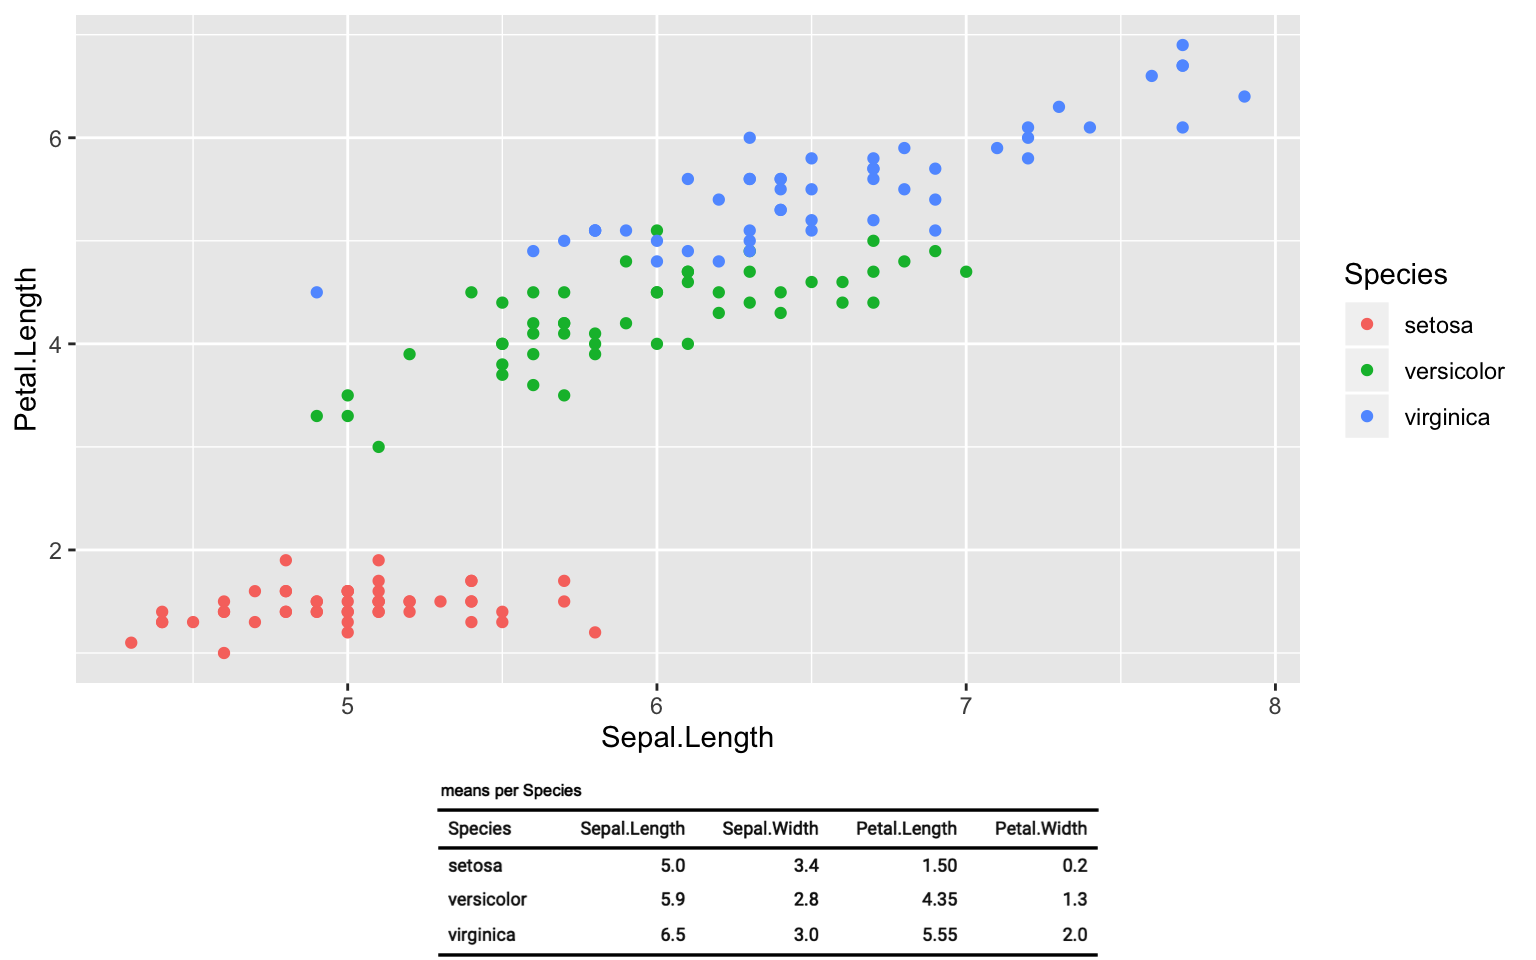 6
4
2
Petal.Length
5 6 7 8
Sepal.Length
Species
setosa
versicolor
virginica
means per Species
Species Sepal.Length Sepal.Width Petal.Length Petal.Width
setosa 5.0 3.4 1.50 0.2
versicolor 5.9 2.8 4.35 1.3
virginica 6.5 3.0 5.55 2.0